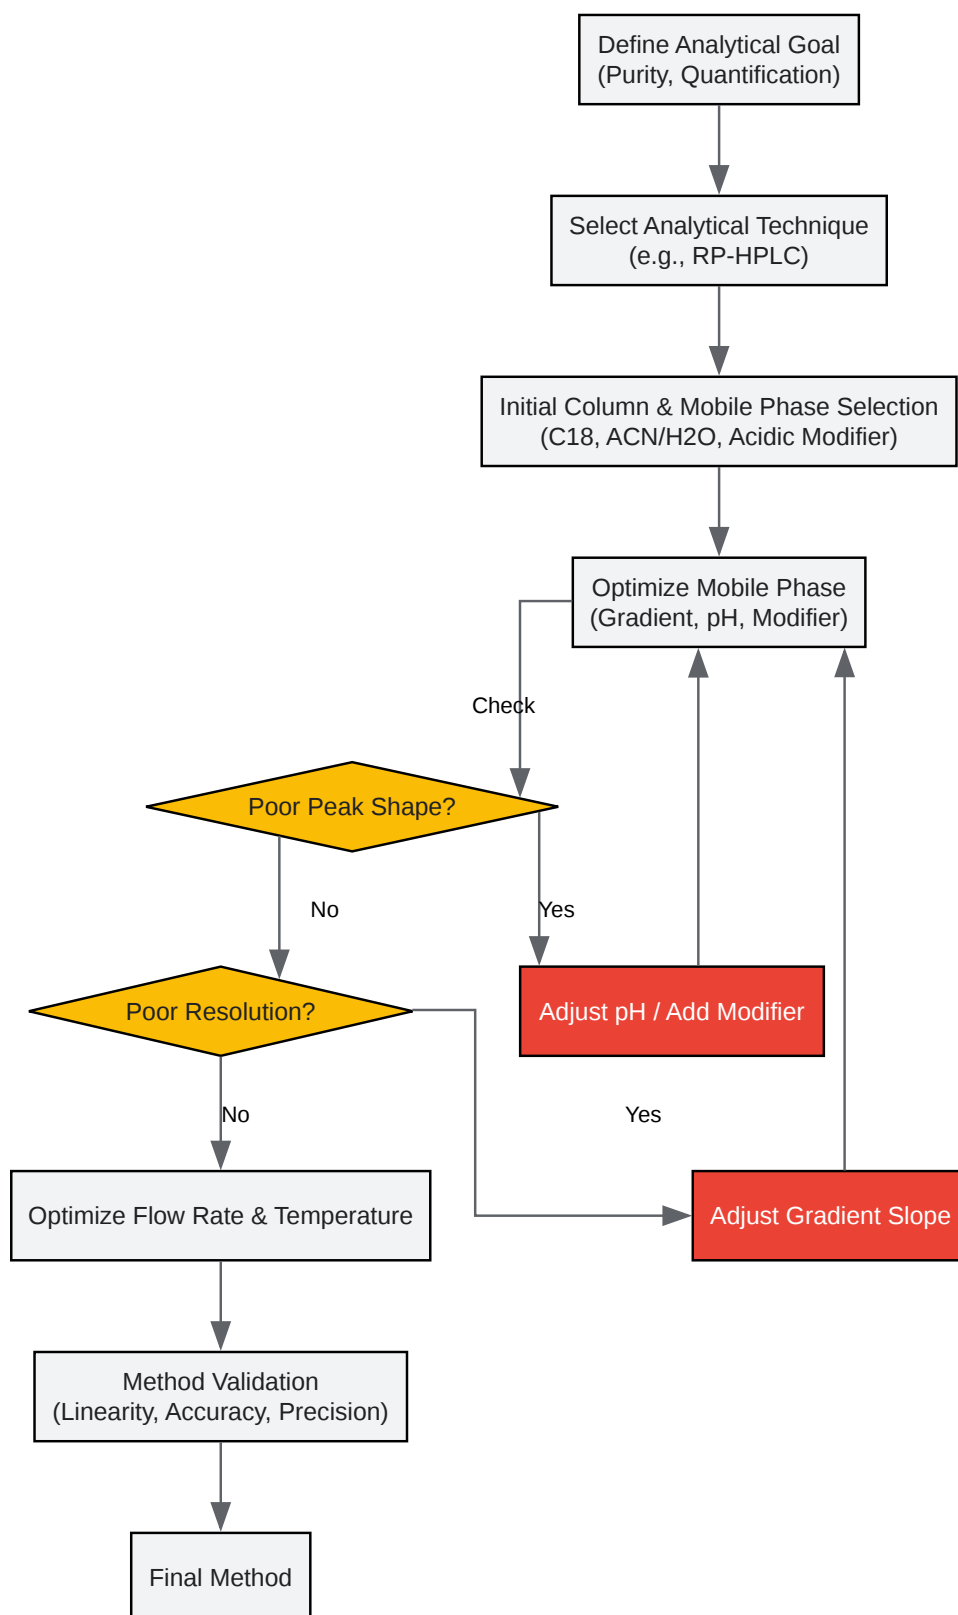 Define Analytical Goal
(Purity, Quantification)
Select Analytical Technique
(e.g., RP-HPLC)
Initial Column & Mobile Phase Selection
(C18, ACN/H2O, Acidic Modifier)
Optimize Mobile Phase
(Gradient, pH, Modifier)
Check
Poor Peak Shape?
No
Yes
Poor Resolution?
Adjust pH / Add Modifier
No
Yes
Optimize Flow Rate & Temperature
Adjust Gradient Slope
Method Validation
(Linearity, Accuracy, Precision)
Final Method